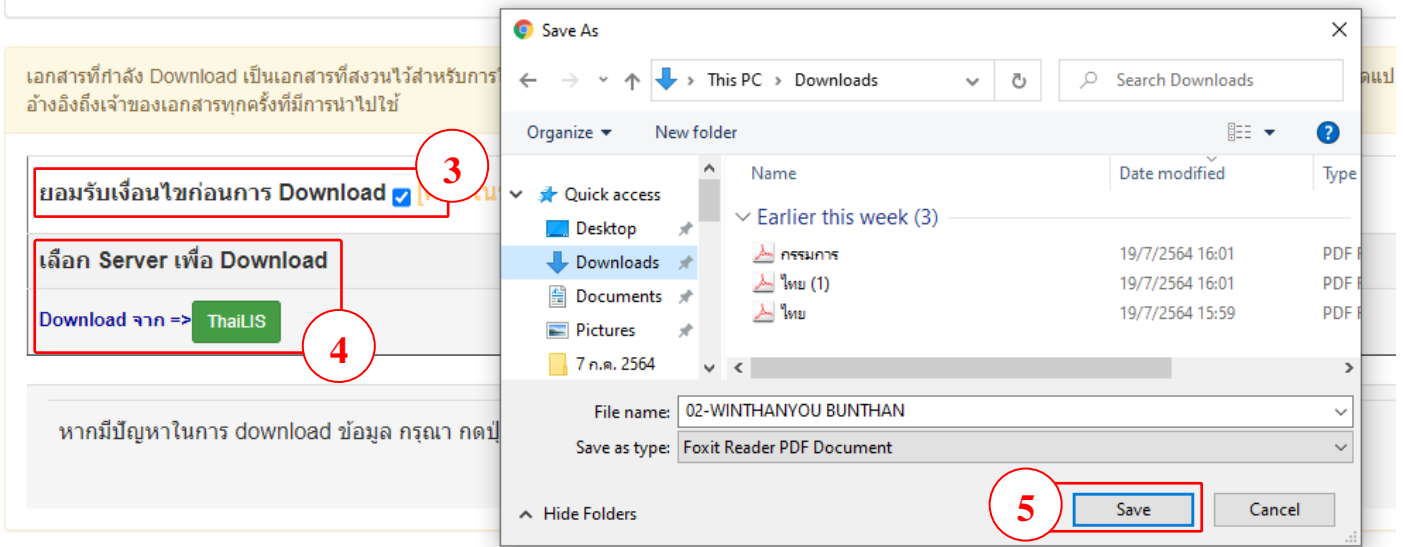 เอกสารที่กำลัง Download เป็นเอกสารที่สงวนไว้สำหรับการ
อ้างอิงถึงเจ้าของเอกสารทุกครั้งที่มีการนำไปใช้
3
ยอมรับเงื่อนไขก่อนการ Download
เลือก Server เพื่อ Download
Download จาก => ThaiLIS
4
หากมีปัญหาในการ download ข้อมูล กรุณา กดปุ่
Save As
This PC > Downloads
Search Downloads
Organize New folder
?
Quick access
Desktop
Downloads
Documents
Pictures
7 ก.ค. 2564
Name Date modified Type
Earlier this week (3)
กรรมการ 19/7/2564 16:01 PDF
ไทย (1) 19/7/2564 16:01 PDF
ไทย 19/7/2564 15:59 PDF
File name: 02-WINTHANYOU BUNTHAN
Save as type: Foxit Reader PDF Document
Hide Folders
5
Save Cancel